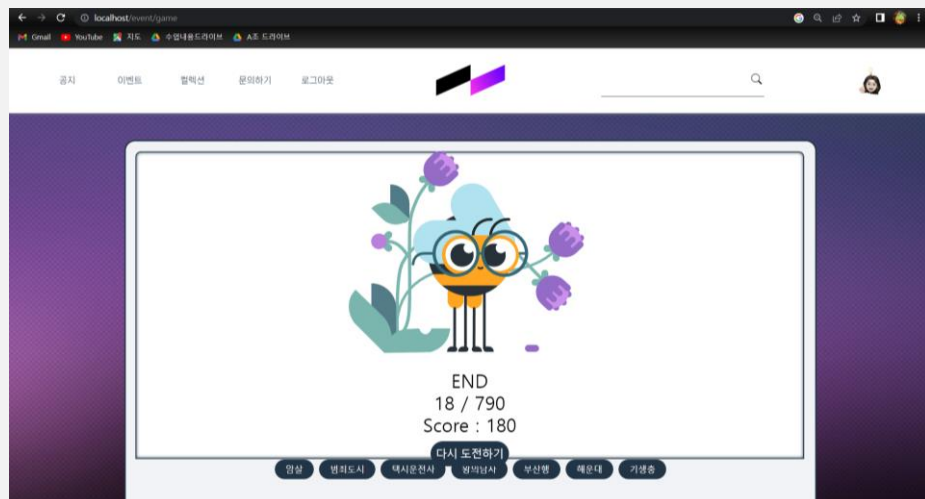 localhost/event/game
Gmail YouTube 지도 수업내용드라이브 A조 드라이브
공지 이벤트 컬렉션 문의하기 로그아웃
END
18 / 790
Score : 180
다시 도전하기
암살 범죄도시 택시운전사 왕의남자 부산행 해운대 기생충